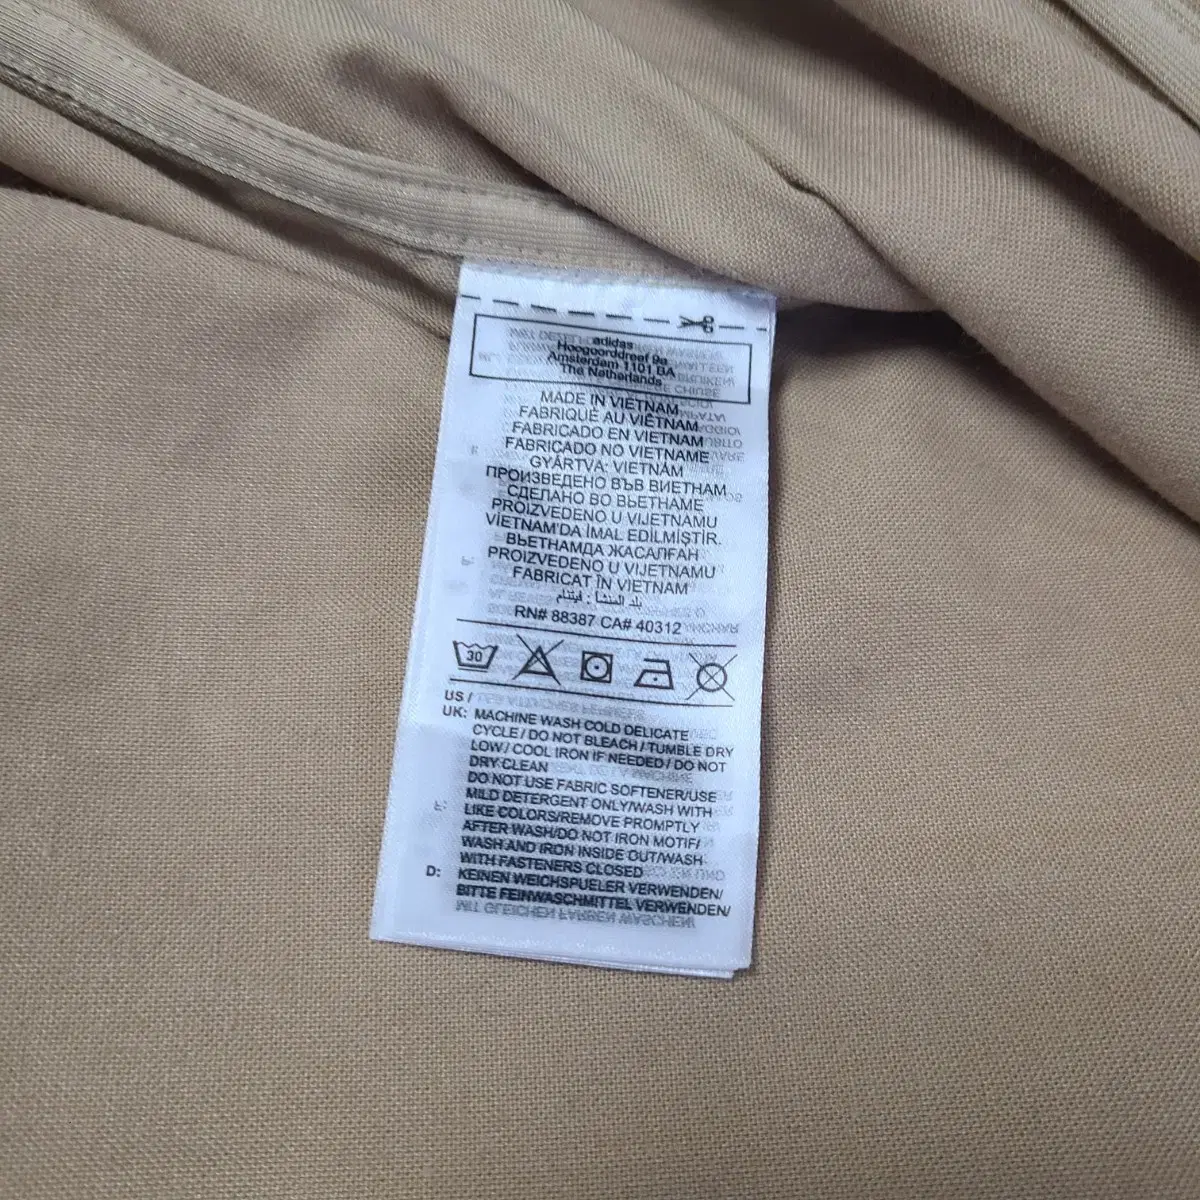 adidas
Hoogoorddreef 9a
Amsterdam 1101 BA
The Netherlands
MADE IN VIETNAM
FABRIQUÉ AU VIETNAM
FABRICADO EN VIETNAM
FABRICADO NO VIETNAME
GYÁRTVA: VIETNÁM
ПРОИЗВЕДЕНО ВЪВ ВИЕТНАМ
СДЕЛАНО ВО ВЬЕТНАМЕ
PROIZVEDENO U VIJETNAMU
VİETNAM'DA İMAL EDİLMİŞTİR.
ВЬЕТНАМДА ЖАСАЛҒАН
PROIZVEDENO U VIJETNAMU
FABRICAT ÎN VIETNAM
بلد المنشأ : فيتنام
RN# 88387 CA# 40312
30
US /
UK: MACHINE WASH COLD DELICATE
CYCLE / DO NOT BLEACH / TUMBLE DRY
LOW / COOL IRON IF NEEDED / DO NOT
DRY CLEAN
DO NOT USE FABRIC SOFTENER/USE
MILD DETERGENT ONLY/WASH WITH
LIKE COLORS/REMOVE PROMPTLY
AFTER WASH/DO NOT IRON MOTIF/
WASH AND IRON INSIDE OUT/WASH
WITH FASTENERS CLOSED
D: KEINEN WEICHSPUELER VERWENDEN/
BITTE FEINWASCHMITTEL VERWENDEN/